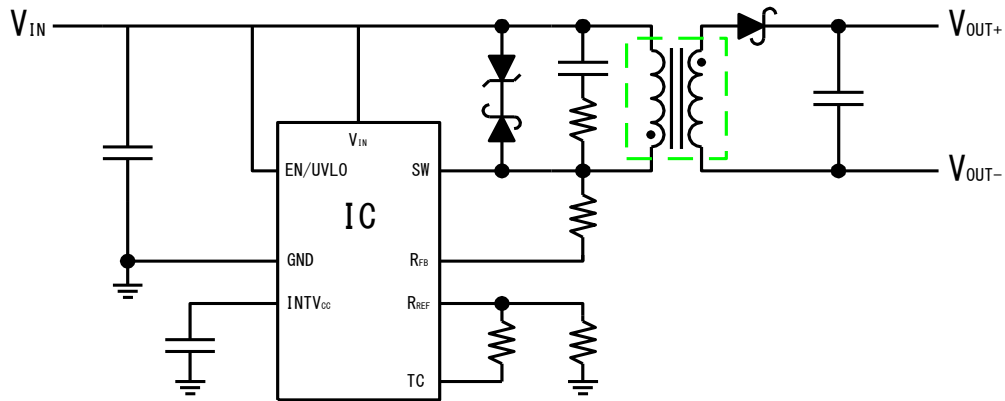 VIN
VOUT+
VIN
EN/UVLO
SW
IC
VOUT-
GND
RFB
INTVCC
RREF
TC